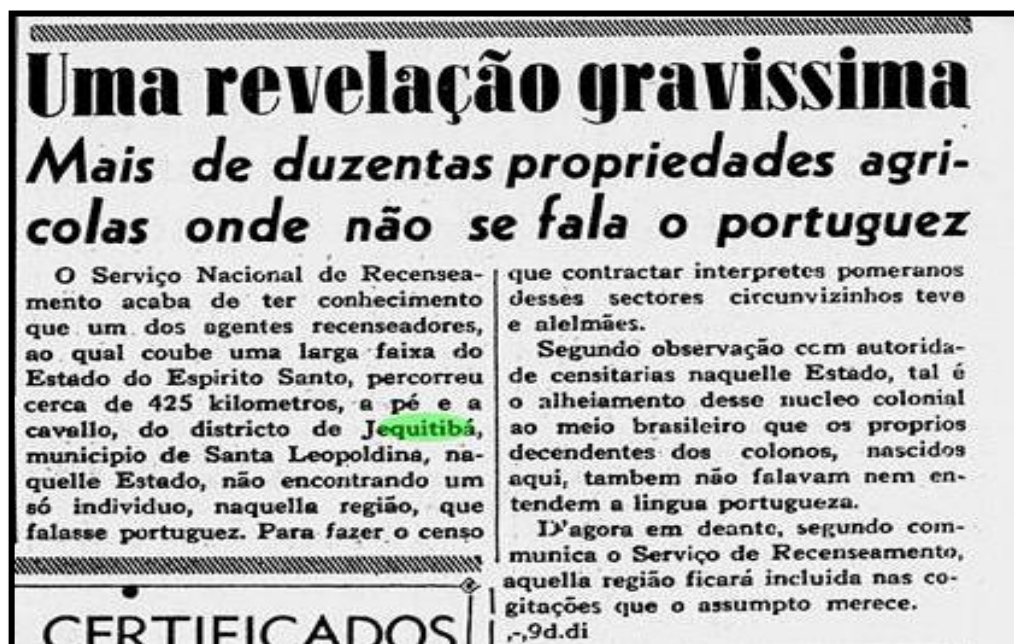 Uma revelação gravissima
Mais de duzentas propriedades agri-
colas onde não se fala o portuguez
O Serviço Nacional de Recensea-
mento acaba de ter conhecimento
que um dos agentes recenseadores,
ao qual coube uma larga faixa do
Estado do Espirito Santo, percorreu
cerca de 425 kilometros, a pé e a
cavallo, do districto de Jequitibá,
municipio de Santa Leopoldina, na-
quelle Estado, não encontrando um
só individuo, naquella região, que
falasse portuguez. Para fazer o censo
que contractar interpretes pomeranos
desses sectores circunvizinhos teve
e alelmães.
Segundo observação ccm autorida-
de censitarias naquelle Estado, tal é
o alheiamento desse nucleo colonial
ao meio brasileiro que os proprios
decendentes dos colonos, nascidos
aqui, tambem não falavam nem en-
tendem a lingua portugueza.
D'agora em deante, segundo com-
munica o Serviço de Recenseamento,
aquella região ficará incluida nas co-
gitações que o assumpto merece.
,-,9d.di
CERTIFICADOS